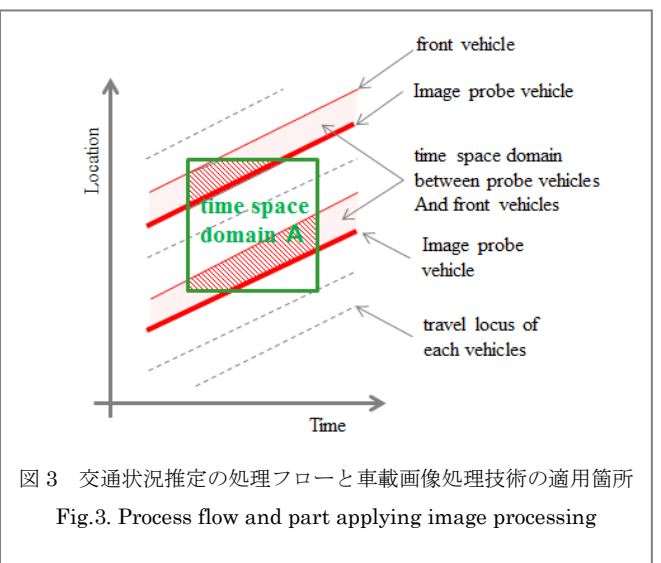 front vehicle
Image probe vehicle
Location
time space domain
between probe vehicles
And front vehicles
time space
domain A
Image probe
vehicle
travel locus of
each vehicles
Time
図 3　交通状況推定の処理フローと車載画像処理技術の適用箇所
Fig.3. Process flow and part applying image processing